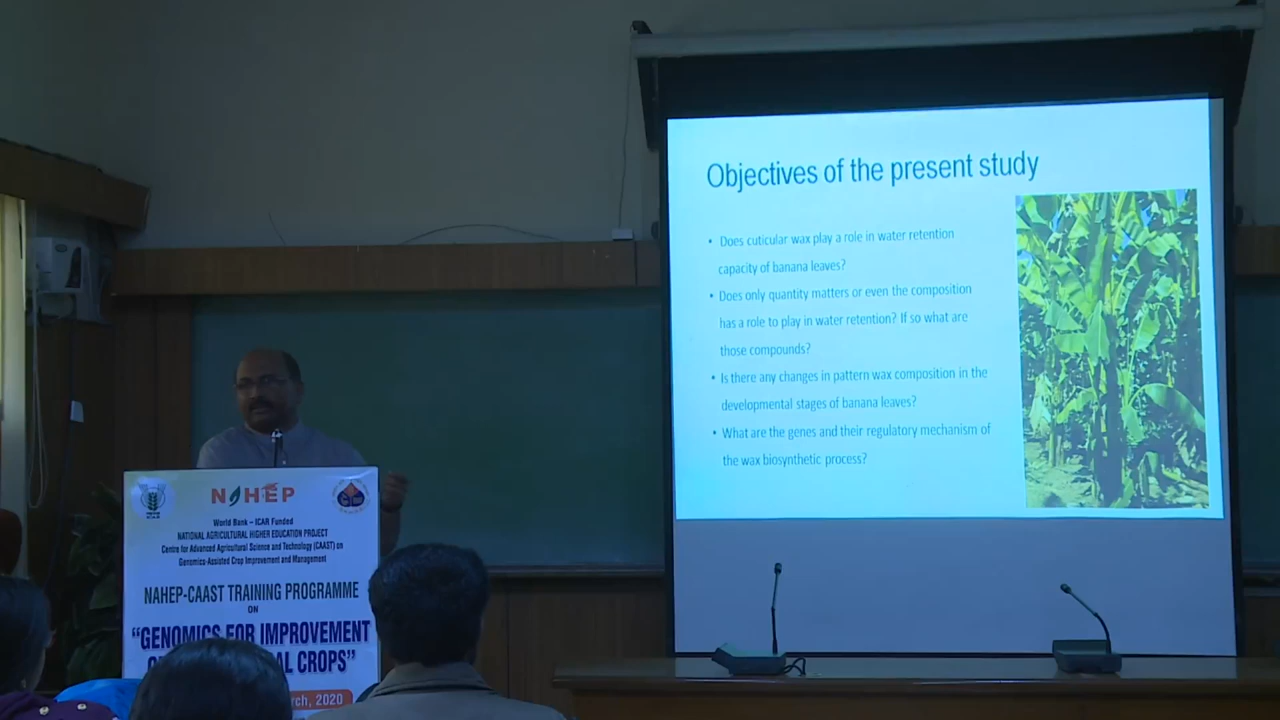 Objectives of the present study
• Does cuticular wax play a role in water retention
capacity of banana leaves?
• Does only quantity matters or even the composition
has a role to play in water retention? If so what are
those compounds?
• Is there any changes in pattern wax composition in the
developmental stages of banana leaves?
• What are the genes and their regulatory mechanism of
the wax biosynthetic process?
NAHEP
World Bank – ICAR Funded
NATIONAL AGRICULTURAL HIGHER EDUCATION PROJECT
Centre for Advanced Agricultural Science and Technology (CAAST) on
Genomics-Assisted Crop Improvement and Management
NAHEP-CAAST TRAINING PROGRAMME
ON
"GENOMICS FOR IMPROVEMENT
CROPS"
2020